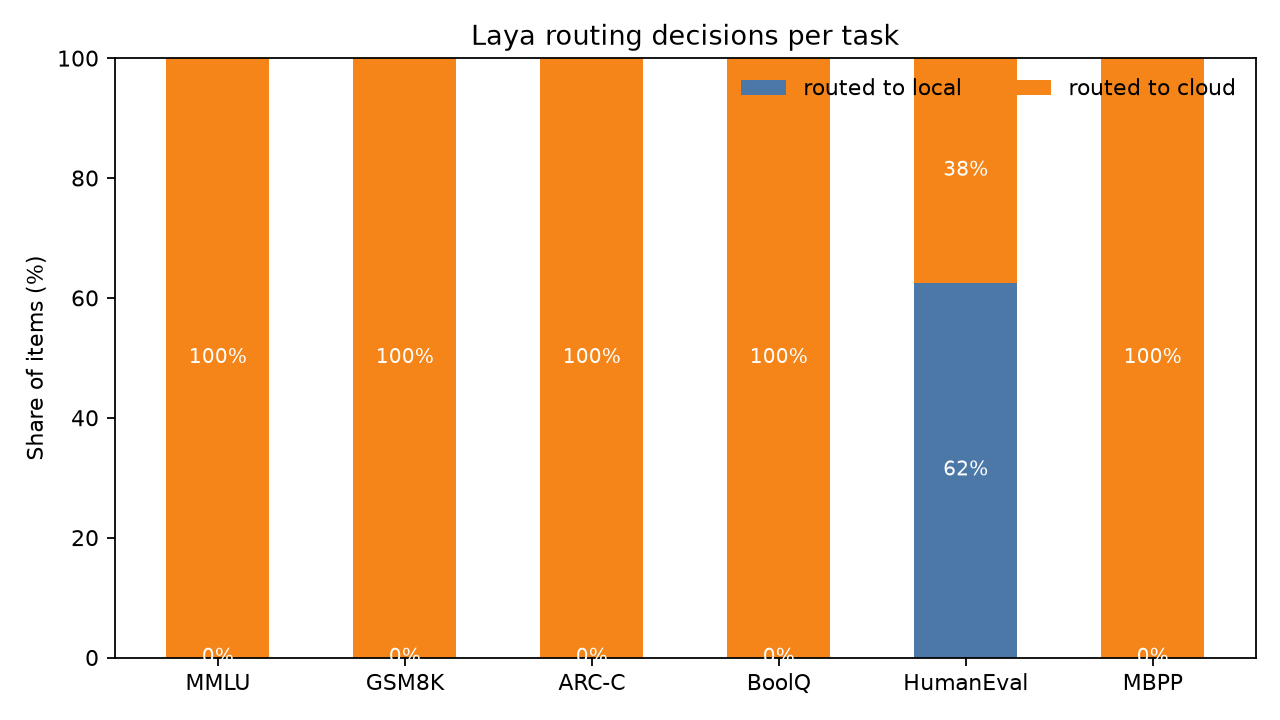 Laya routing decisions per task
routed to local
routed to cloud
Share of items (%)
100
80
60
40
20
0
100%
100%
100%
100%
38%
62%
100%
0%
0%
0%
0%
0%
MMLU
GSM8K
ARC-C
BoolQ
HumanEval
MBPP